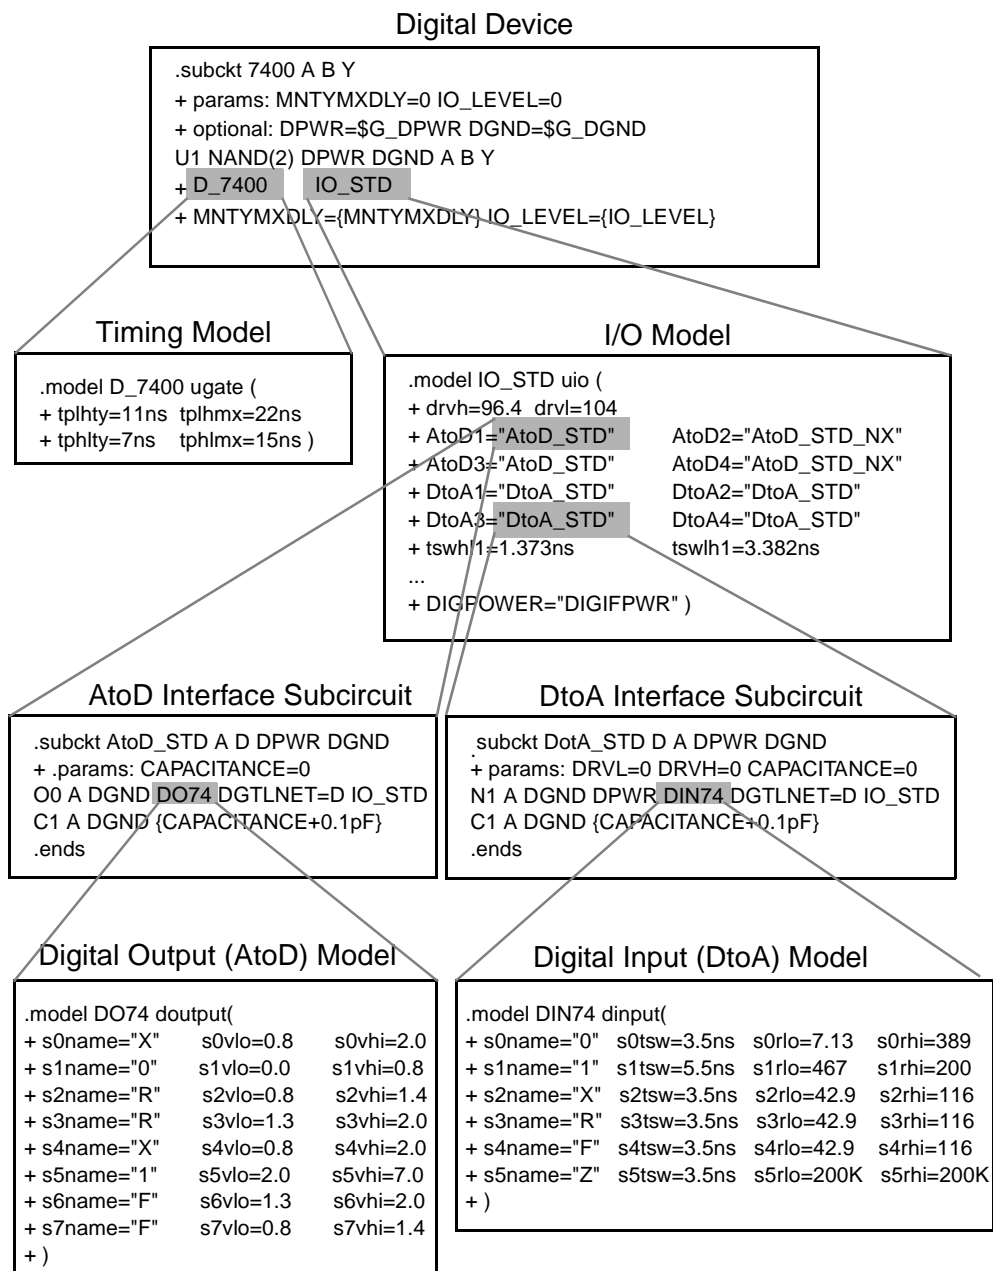 Digital Device
.subckt 7400 A B Y
+ params: MNTYMXDLY=0 IO_LEVEL=0
+ optional: DPWR=$G_DPWR DGND=$G_DGND
U1 NAND(2) DPWR DGND A B Y
+ D_7400 IO_STD
+ MNTYMXDLY={MNTYMXDLY} IO_LEVEL={IO_LEVEL}
Timing Model
.model D_7400 ugate (
+ tplhty=11ns tplhmx=22ns
+ tphlty=7ns tphlmx=15ns )
I/O Model
.model IO_STD uio (
+ drvh=96.4 drvl=104
+ AtoD1="AtoD_STD" AtoD2="AtoD_STD_NX"
+ AtoD3="AtoD_STD" AtoD4="AtoD_STD_NX"
+ DtoA1="DtoA_STD" DtoA2="DtoA_STD"
+ DtoA3="DtoA_STD" DtoA4="DtoA_STD"
+ tswhl1=1.373ns tswlh1=3.382ns
...
+ DIGPOWER="DIGIFPWR" )
AtoD Interface Subcircuit
.subckt AtoD_STD A D DPWR DGND
+ .params: CAPACITANCE=0
O0 A DGND DO74 DGTLNET=D IO_STD
C1 A DGND {CAPACITANCE+0.1pF}
.ends
DtoA Interface Subcircuit
.subckt DotA_STD D A DPWR DGND
+ params: DRVL=0 DRVH=0 CAPACITANCE=0
N1 A DGND DPWR DIN74 DGTLNET=D IO_STD
C1 A DGND {CAPACITANCE+0.1pF}
.ends
Digital Output (AtoD) Model
.model DO74 doutput(
+ s0name="X" s0vlo=0.8 s0vhi=2.0
+ s1name="0" s1vlo=0.0 s1vhi=0.8
+ s2name="R" s2vlo=0.8 s2vhi=1.4
+ s3name="R" s3vlo=1.3 s3vhi=2.0
+ s4name="X" s4vlo=0.8 s4vhi=2.0
+ s5name="1" s5vlo=2.0 s5vhi=7.0
+ s6name="F" s6vlo=1.3 s6vhi=2.0
+ s7name="F" s7vlo=0.8 s7vhi=1.4
+ )
Digital Input (DtoA) Model
.model DIN74 dinput(
+ s0name="0" s0tsw=3.5ns s0rlo=7.13 s0rhi=389
+ s1name="1" s1tsw=5.5ns s1rlo=467 s1rhi=200
+ s2name="X" s2tsw=3.5ns s2rlo=42.9 s2rhi=116
+ s3name="R" s3tsw=3.5ns s3rlo=42.9 s3rhi=116
+ s4name="F" s4tsw=3.5ns s4rlo=42.9 s4rhi=116
+ s5name="Z" s5tsw=3.5ns s5rlo=200K s5rhi=200K
+ )